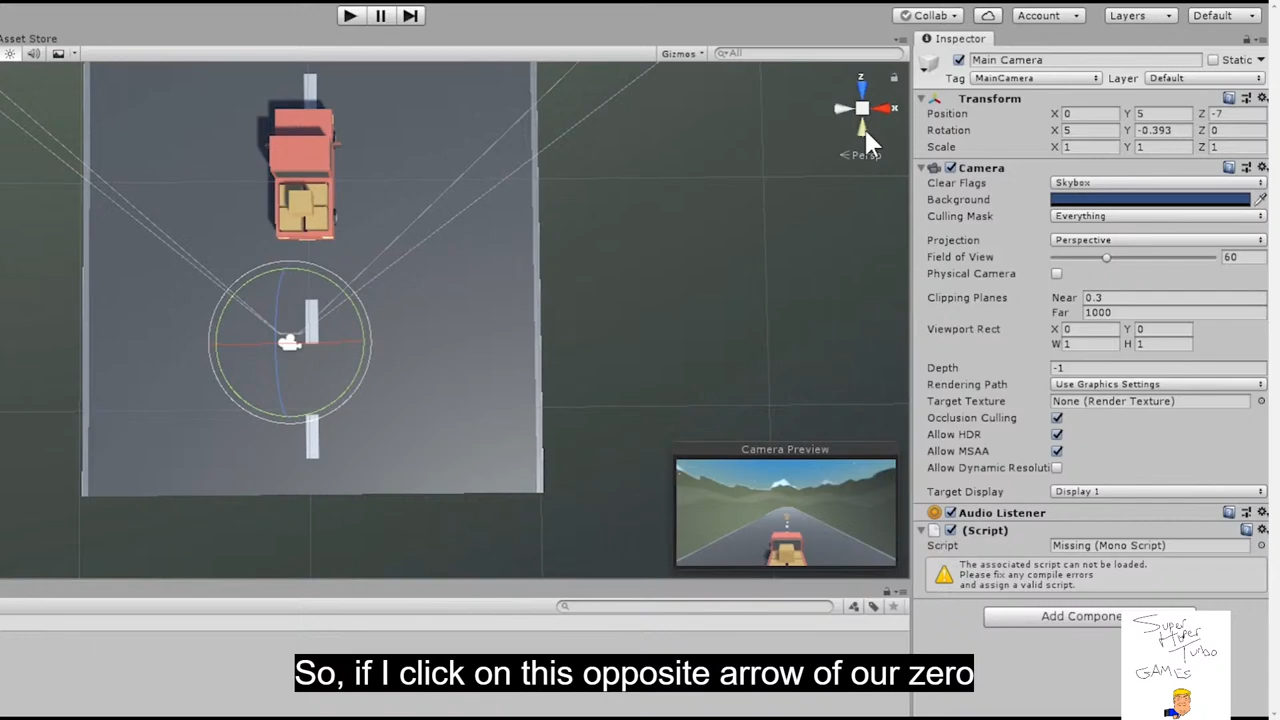 Collab
Account
Layers
Default
Asset Store
Inspector
Gizmos
All
Main Camera
Static
Tag MainCamera Layer Default
Transform
Position X 0 Y 5 Z -7
Rotation X 5 Y -0.393 Z 0
Scale X 1 Y 1 Z 1
z
x
Persp
Camera
Clear Flags Skybox
Background
Culling Mask Everything
Projection Perspective
Field of View 60
Physical Camera
Clipping Planes Near 0.3
Far 1000
Viewport Rect X 0 Y 0
W 1 H 1
Depth -1
Rendering Path Use Graphics Settings
Target Texture None (Render Texture)
Occlusion Culling
Allow HDR
Allow MSAA
Allow Dynamic Resoluti
Target Display Display 1
Camera Preview
Audio Listener
(Script)
Script Missing (Mono Script)
The associated script can not be loaded.
Please fix any compile errors
and assign a valid script.
Add Compone
Super
Hyper
Turbo
GAMES
So, if I click on this opposite arrow of our zero